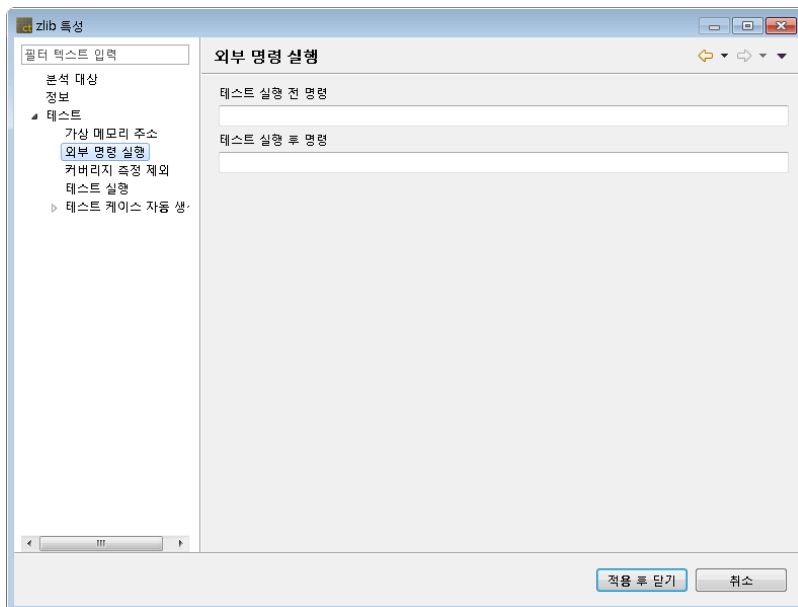 zlib 특성
필터 텍스트 입력
분석 대상
정보
테스트
가상 메모리 주소
외부 명령 실행
커버리지 측정 제외
테스트 실행
테스트 케이스 자동 생
외부 명령 실행
테스트 실행 전 명령
테스트 실행 후 명령
적용 후 닫기
취소